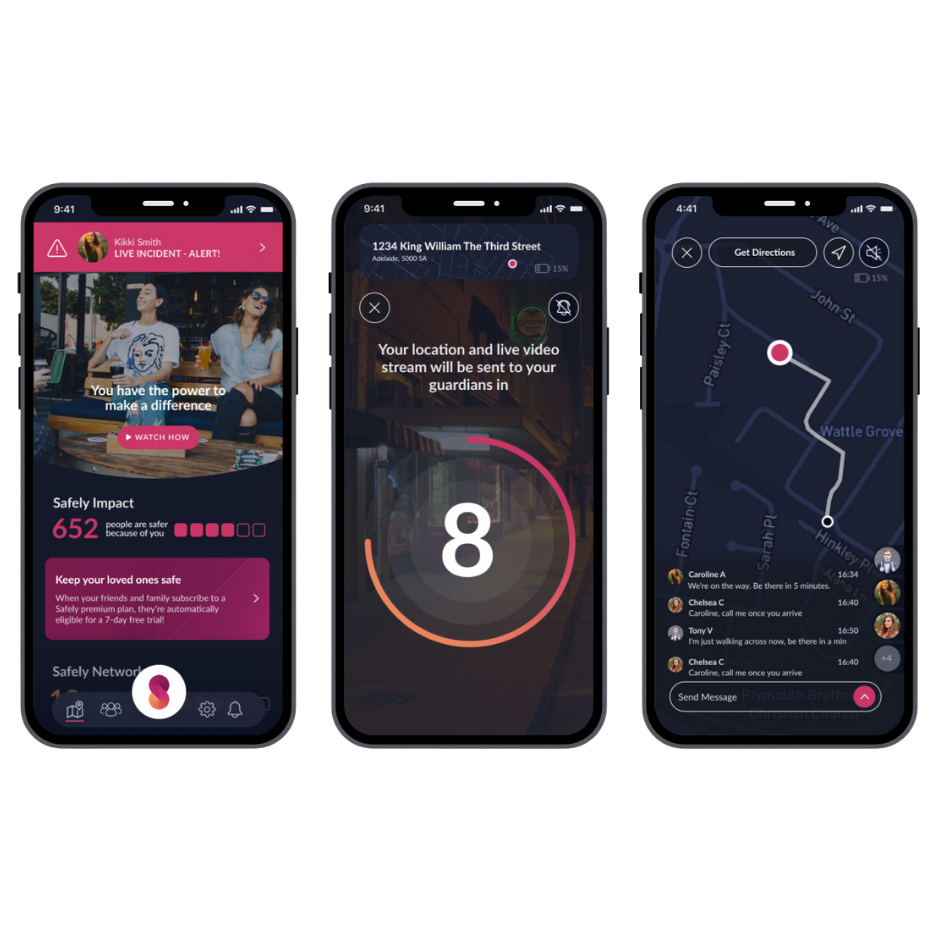 9:41
Kikki Smith
LIVE INCIDENT - ALERT!
You have the power to
make a difference
WATCH HOW
Safely Impact
652
people are safer
because of you
Keep your loved ones safe
When your friends and family subscribe to a
Safely premium plan, they're automatically
eligible for a 7-day free trial!
Safely Networ
9:41
1234 King William The Third Street
Adelaide, 5000 SA
15%
Your location and live video
stream will be sent to your
guardians in
8
4:41
Ave
Get Directions
15%
John St
Paisley Ct
Wattle Grove
Fontain Ct
Sarah Pl
Hinkley P
Caroline A 16:34
We're on the way. Be there in 5 minutes.
Chelsea C 16:40
Caroline, call me once you arrive
Tony V 16:50
I'm just walking across now, be there in a min
+4
Chelsea C 16:40
Caroline, call me once you arrive
Send Message
Plymouth Brethr
Christian Church